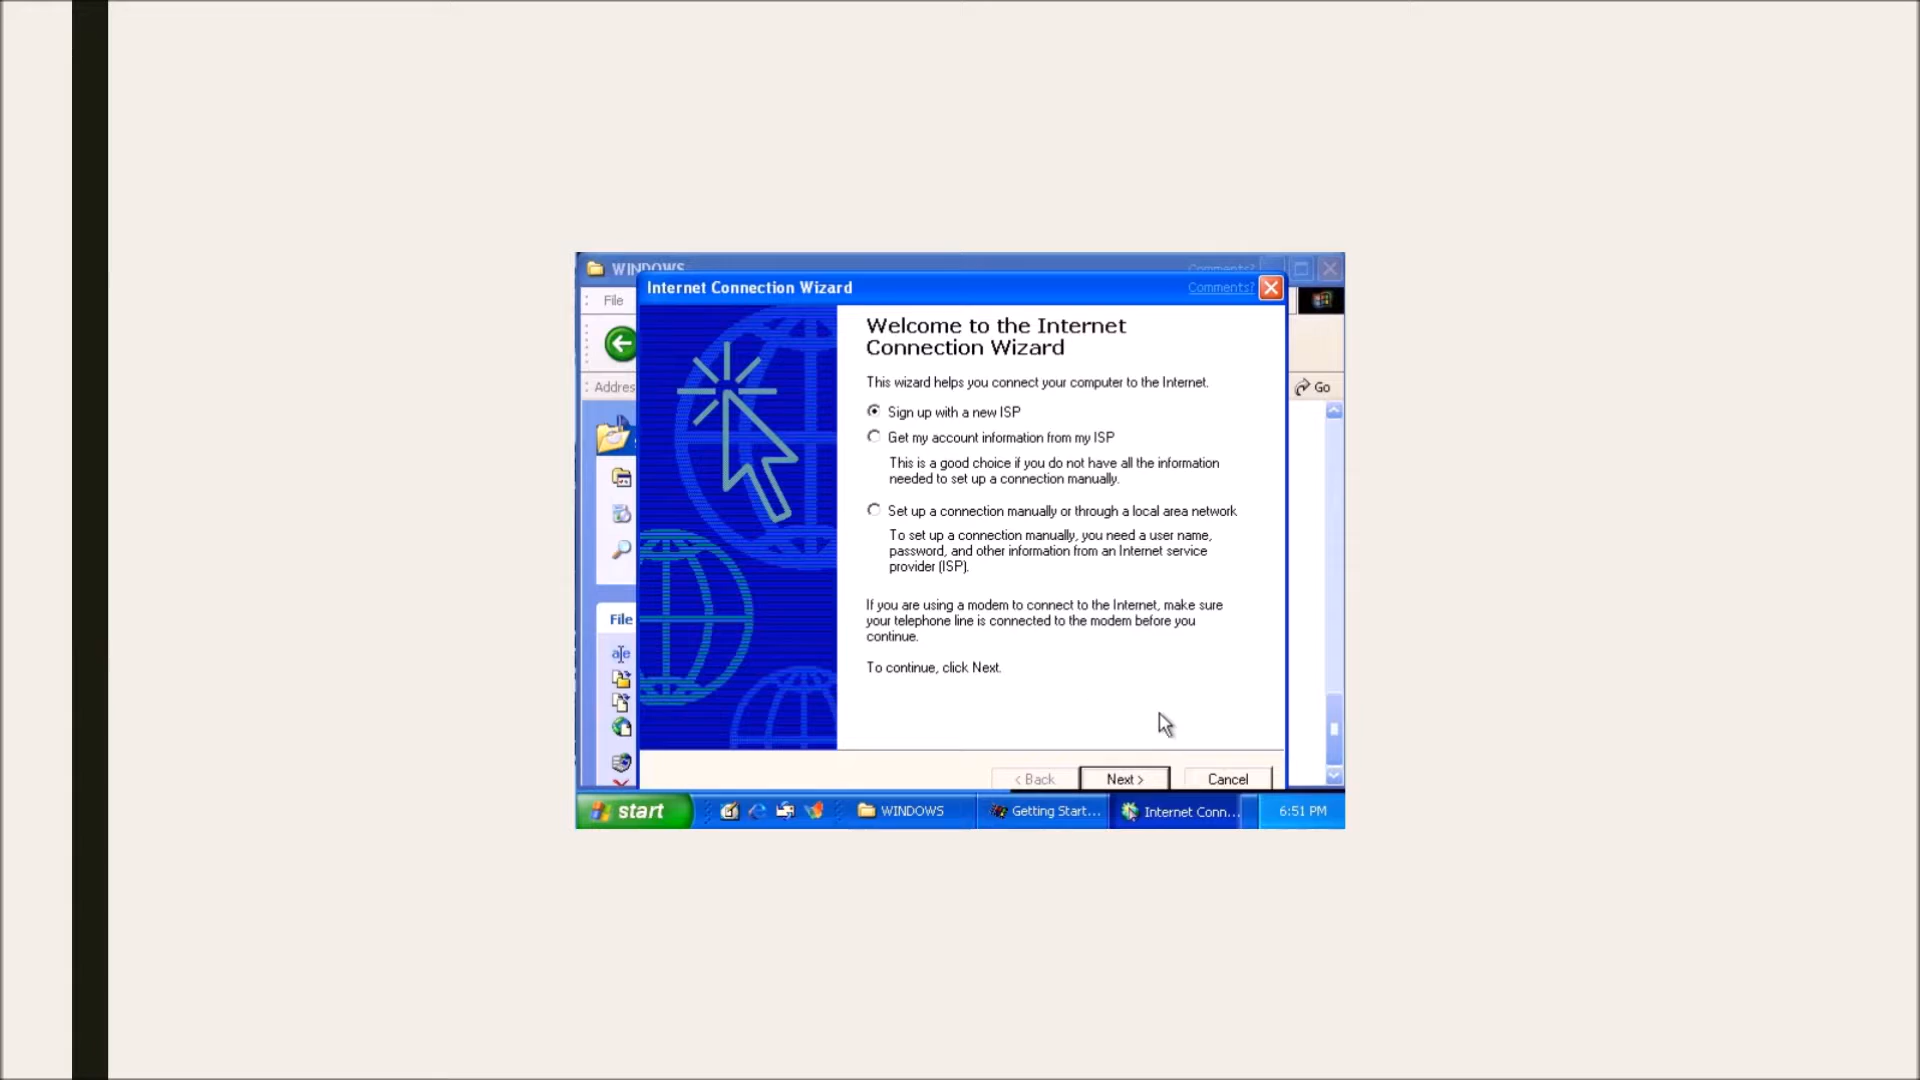 WINDOWS
Comments?
Internet Connection Wizard
Comments?
File
Welcome to the Internet
Connection Wizard
This wizard helps you connect your computer to the Internet.
Addres
Go
Sign up with a new ISP
Get my account information from my ISP
This is a good choice if you do not have all the information
needed to set up a connection manually.
Set up a connection manually or through a local area network
To set up a connection manually, you need a user name,
password, and other information from an Internet service
provider (ISP).
If you are using a modem to connect to the Internet, make sure
your telephone line is connected to the modem before you
continue.
File
To continue, click Next.
< Back
Next >
Cancel
start
WINDOWS
Getting Start...
Internet Conn...
6:51 PM